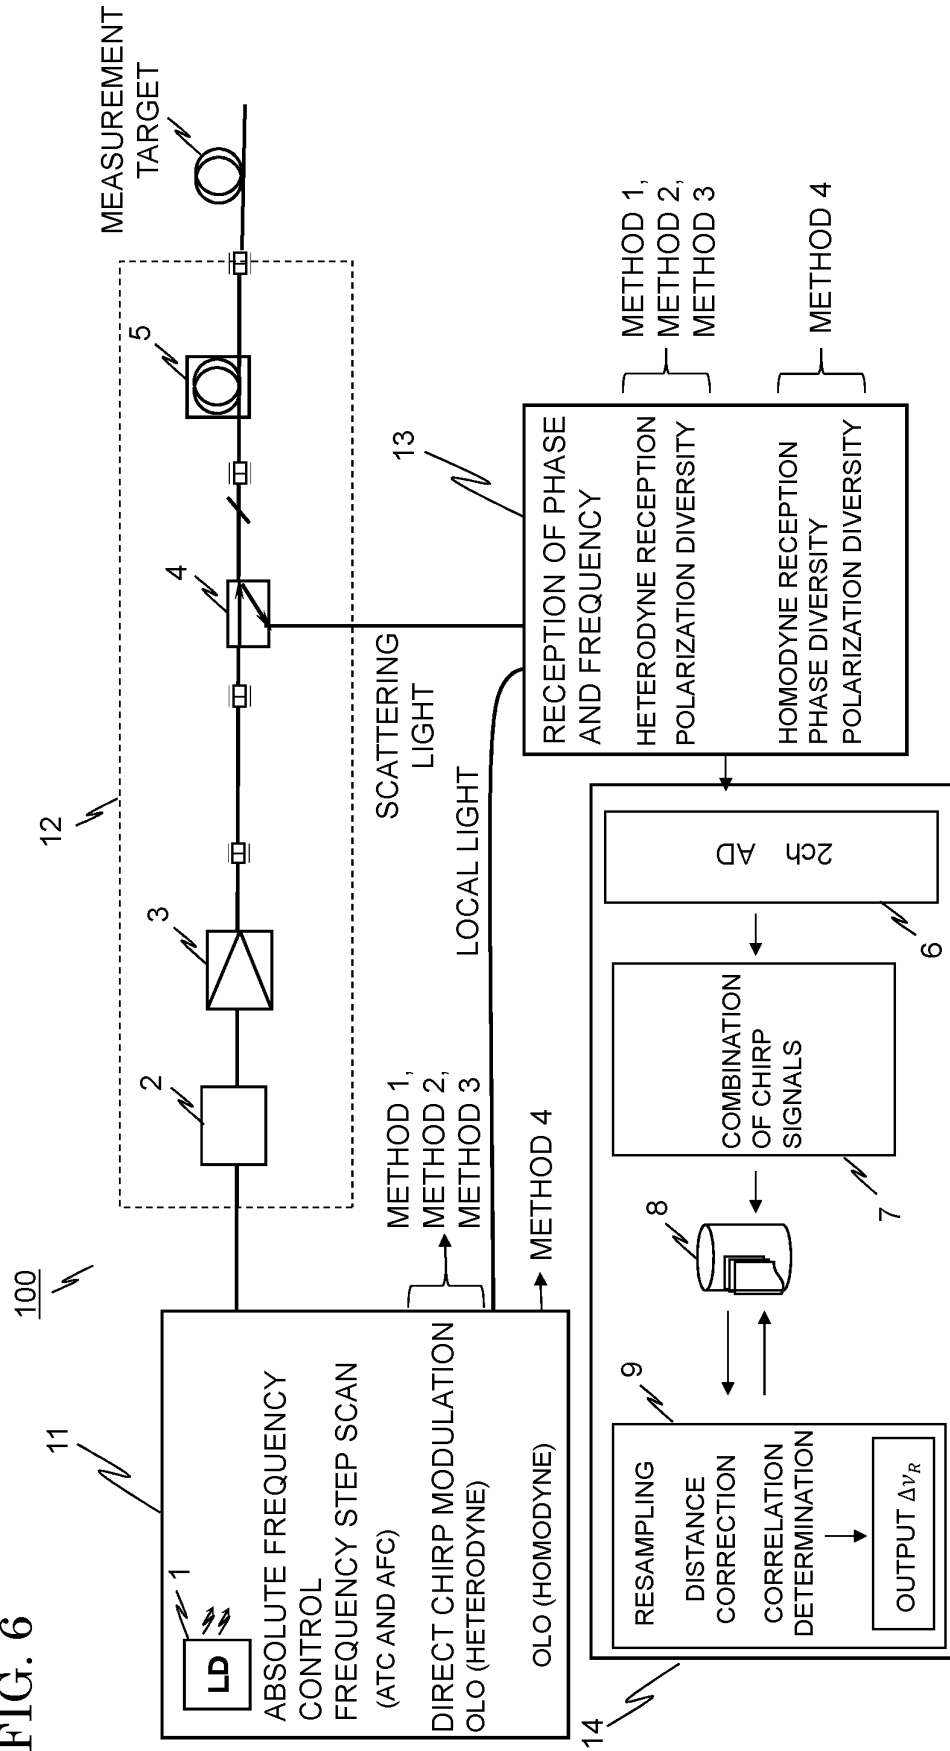 FIG. 6
100
11
1
LD
ABSOLUTE FREQUENCY
CONTROL
FREQUENCY STEP SCAN
(ATC AND AFC)
DIRECT CHIRP MODULATION
OLO (HETERODYNE)
OLO (HOMODYNE)
METHOD 1,
METHOD 2,
METHOD 3
METHOD 4
12
2
3
4
5
MEASUREMENT
TARGET
SCATTERING
LIGHT
LOCAL LIGHT
13
RECEPTION OF PHASE
AND FREQUENCY
HETERODYNE RECEPTION
POLARIZATION DIVERSITY
HOMODYNE RECEPTION
PHASE DIVERSITY
POLARIZATION DIVERSITY
METHOD 1,
METHOD 2,
METHOD 3
METHOD 4
14
9
RESAMPLING
DISTANCE
CORRECTION
CORRELATION
DETERMINATION
OUTPUT Δν_R
8
COMBINATION
OF CHIRP
SIGNALS
7
2ch
AD
6